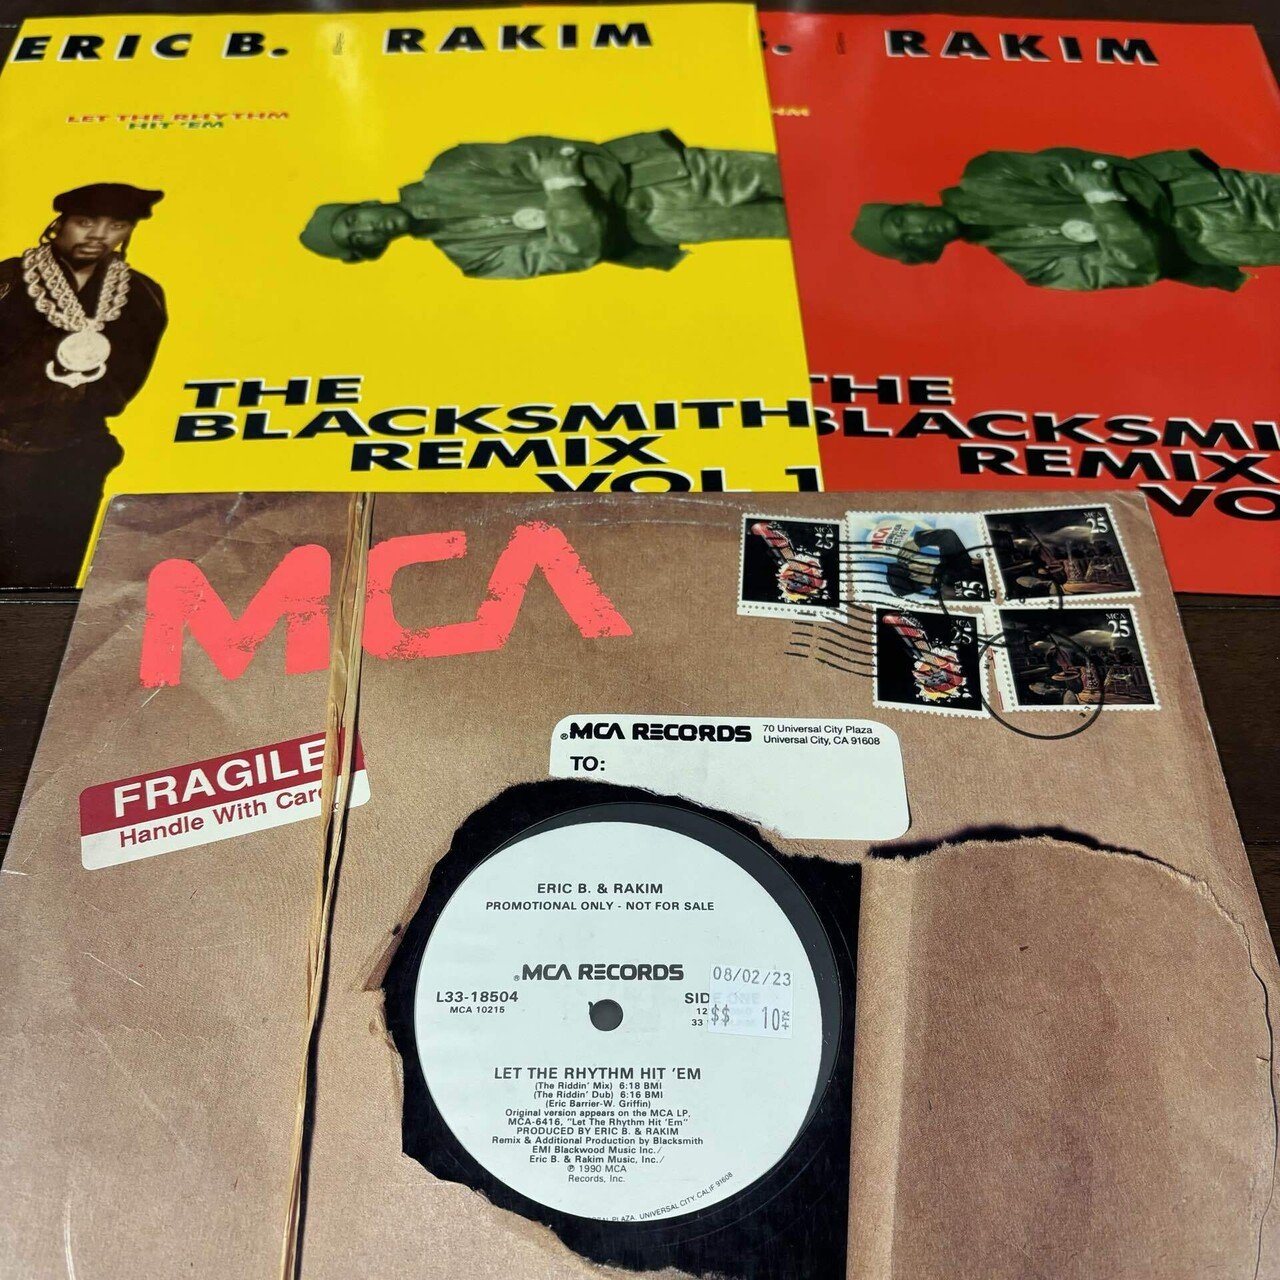 ERIC B. RAKIM
LET THE RHYTHM
HIT 'EM
THE
BLACKSMITH
REMIX
VOL 1
B. RAKIM
THE
BLACKSMI
REMIX
VO
MCA
MCA
25
MCA
25
MCA
25
MCA
25
MCA
25
FRAGILE
Handle With Care
®MCA RECORDS 70 Universal City Plaza
Universal City, CA 91608
TO:
ERIC B. & RAKIM
PROMOTIONAL ONLY - NOT FOR SALE
®MCA RECORDS
08/02/23
$$ 10 +TX
L33-18504
MCA 10215
SIDE ONE
12
33
LET THE RHYTHM HIT 'EM
(The Riddin' Mix) 6:18 BMI
(The Riddin' Dub) 6:16 BMI
(Eric Barrier-W. Griffin)
Original version appears on the MCA LP,
MCA-6416, "Let The Rhythm Hit 'Em"
PRODUCED BY ERIC B. & RAKIM
Remix & Additional Production by Blacksmith
EMI Blackwood Music Inc./
Eric B. & Rakim Music, Inc./
℗ 1990 MCA
Records, Inc.
PLAZA, UNIVERSAL CITY, CALIF 91608